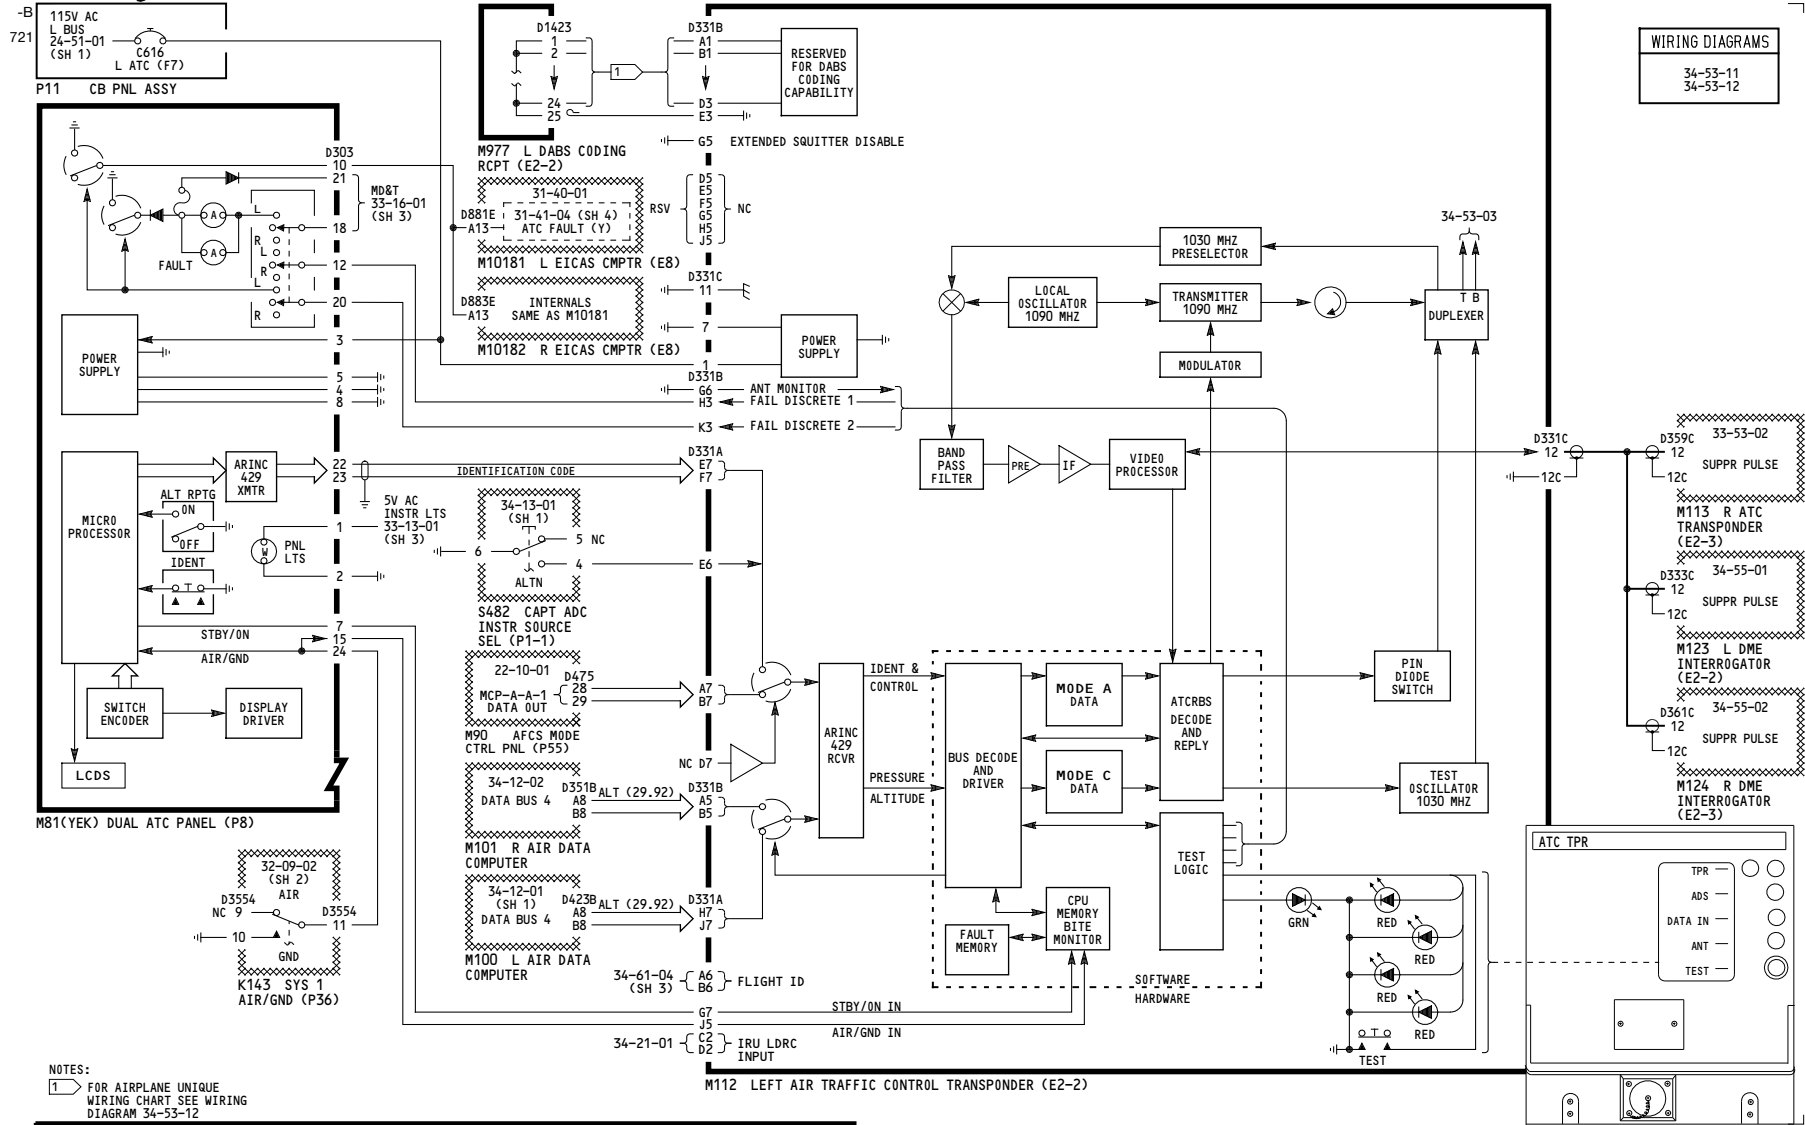 -B
721
115V AC
L BUS
24-51-01
(SH 1)
C616
L ATC (F7)
P11 CB PNL ASSY
D303
10
21
18
12
20
3
5
4
8
22
23
1
2
7
15
24
MD&T
33-16-01
(SH 3)
L
R
L
R
L
R
A
A
FAULT
POWER
SUPPLY
MICRO
PROCESSOR
ARINC
429
XMTR
ALT RPTG
ON
OFF
IDENT
T
W
PNL
LTS
5V AC
INSTR LTS
33-13-01
(SH 3)
STBY/ON
AIR/GND
SWITCH
ENCODER
DISPLAY
DRIVER
LCDS
M81(YEK) DUAL ATC PANEL (P8)
32-09-02
(SH 2)
AIR
D3554
NC 9
10
D3554
11
GND
K143 SYS 1
AIR/GND (P36)
NOTES:
1 FOR AIRPLANE UNIQUE
WIRING CHART SEE WIRING
DIAGRAM 34-53-12
D1423
1
2
24
25
1
M977 L DABS CODING
RCPT (E2-2)
31-40-01
D881E
A13
31-41-04 (SH 4)
ATC FAULT (Y)
M10181 L EICAS CMPTR (E8)
D883E
A13
INTERNALS
SAME AS M10181
M10182 R EICAS CMPTR (E8)
IDENTIFICATION CODE
34-13-01
(SH 1)
6
5 NC
4
ALTN
S482 CAPT ADC
INSTR SOURCE
SEL (P1-1)
22-10-01
D475
MCP-A-A-1
DATA OUT
28
29
M90 AFCS MODE
CTRL PNL (P55)
34-12-02
D351B
DATA BUS 4
A8
B8
ALT (29.92)
M101 R AIR DATA
COMPUTER
34-12-01
(SH 1)
D423B
DATA BUS 4
A8
B8
ALT (29.92)
M100 L AIR DATA
COMPUTER
D331B
A1
B1
D3
E3
RESERVED
FOR DABS
CODING
CAPABILITY
G5 EXTENDED SQUITTER DISABLE
RSV
D5
E5
F5
G5
H5
J5
NC
D331C
11
7
1
POWER
SUPPLY
D331B
G6 ANT MONITOR
H3 FAIL DISCRETE 1
K3 FAIL DISCRETE 2
D331A
E7
F7
E6
A7
B7
NC D7
D331B
A5
B5
D331A
H7
J7
34-61-04
(SH 3)
A6
B6
FLIGHT ID
G7
STBY/ON IN
J5
AIR/GND IN
34-21-01
C2
D2
IRU LDRC
INPUT
M112 LEFT AIR TRAFFIC CONTROL TRANSPONDER (E2-2)
ARINC
429
RCVR
IDENT &
CONTROL
PRESSURE
ALTITUDE
BUS DECODE
AND
DRIVER
MODE A
DATA
MODE C
DATA
ATCRBS
DECODE
AND
REPLY
TEST
LOGIC
CPU
MEMORY
BITE
MONITOR
FAULT
MEMORY
SOFTWARE
HARDWARE
1030 MHZ
PRESELECTOR
LOCAL
OSCILLATOR
1090 MHZ
TRANSMITTER
1090 MHZ
MODULATOR
34-53-03
T B
DUPLEXER
BAND
PASS
FILTER
PRE
IF
VIDEO
PROCESSOR
PIN
DIODE
SWITCH
TEST
OSCILLATOR
1030 MHZ
GRN
RED
RED
RED
RED
T
TEST
WIRING DIAGRAMS
34-53-11
34-53-12
D331C
12
12C
D359C
12
12C
33-53-02
SUPPR PULSE
M113 R ATC
TRANSPONDER
(E2-3)
D333C
12
12C
34-55-01
SUPPR PULSE
M123 L DME
INTERROGATOR
(E2-2)
D361C
12
12C
34-55-02
SUPPR PULSE
M124 R DME
INTERROGATOR
(E2-3)
ATC TPR
TPR
ADS
DATA IN
ANT
TEST